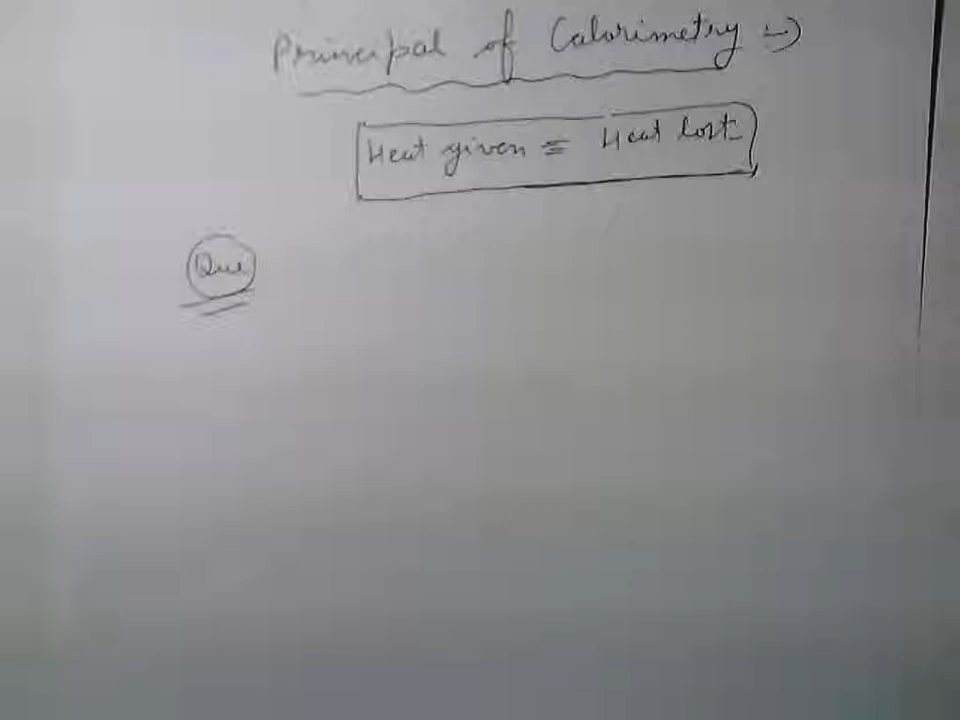 Principal of Calorimetry :-)
Heat given = Heat lost
Que